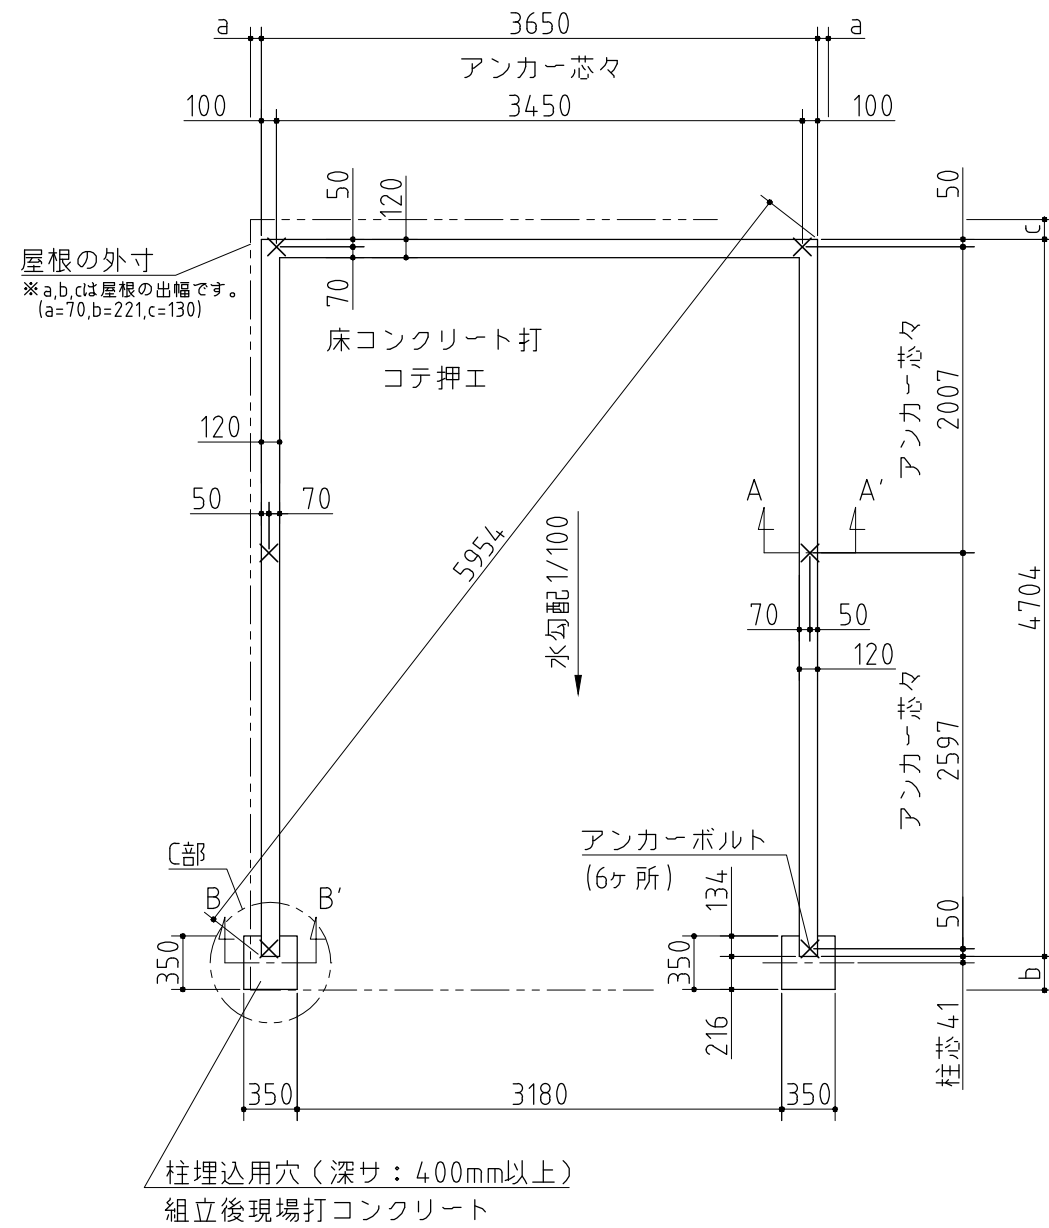 a 3650 a
アンカー芯々
100 3450 100
50
120
50
c
屋根の外寸
※a,b,cは屋根の出幅です。
(a=70,b=221,c=130)
70
床コンクリート打
コテ押エ
アンカー芯々
2007
120
50 70
A A'
5954
水勾配1/100
4704
70 50
120
アンカー芯々
2597
アンカーボルト
(6ケ所)
C部
B B'
134
50
350
350
b
216
柱芯41
350 3180 350
柱埋込用穴(深サ:400mm以上)
組立後現場打コンクリート